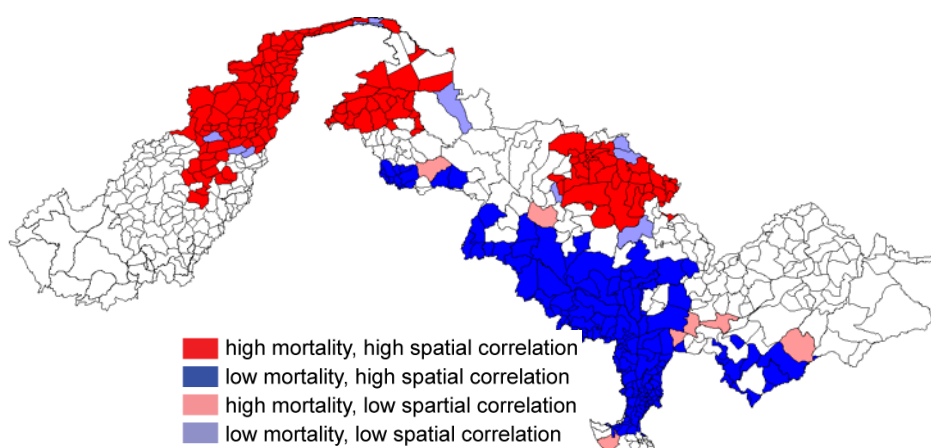 high mortality, high spatial correlation
low mortality, high spatial correlation
high mortality, low spartial correlation
low mortality, low spatial correlation